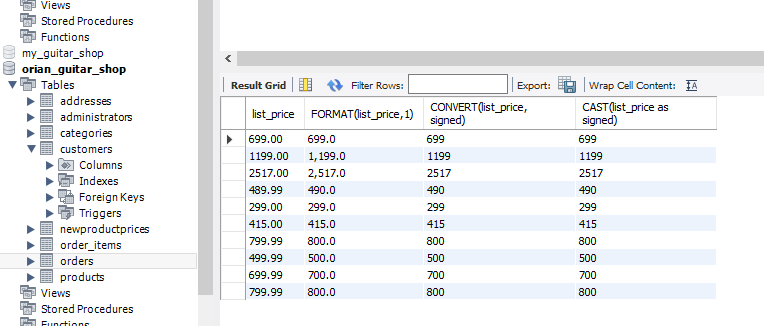 Views
Stored Procedures
Functions
my_guitar_shop
orian_guitar_shop
Tables
addresses
administrators
categories
customers
Columns
Indexes
Foreign Keys
Triggers
newproductprices
order_items
orders
products
Views
Stored Procedures
Functions
Result Grid Filter Rows: Export: Wrap Cell Content: IA
list_price FORMAT(list_price,1) CONVERT(list_price, signed) CAST(list_price as signed)
699.00 699.0 699 699
1199.00 1,199.0 1199 1199
2517.00 2,517.0 2517 2517
489.99 490.0 490 490
299.00 299.0 299 299
415.00 415.0 415 415
799.99 800.0 800 800
499.99 500.0 500 500
699.99 700.0 700 700
799.99 800.0 800 800